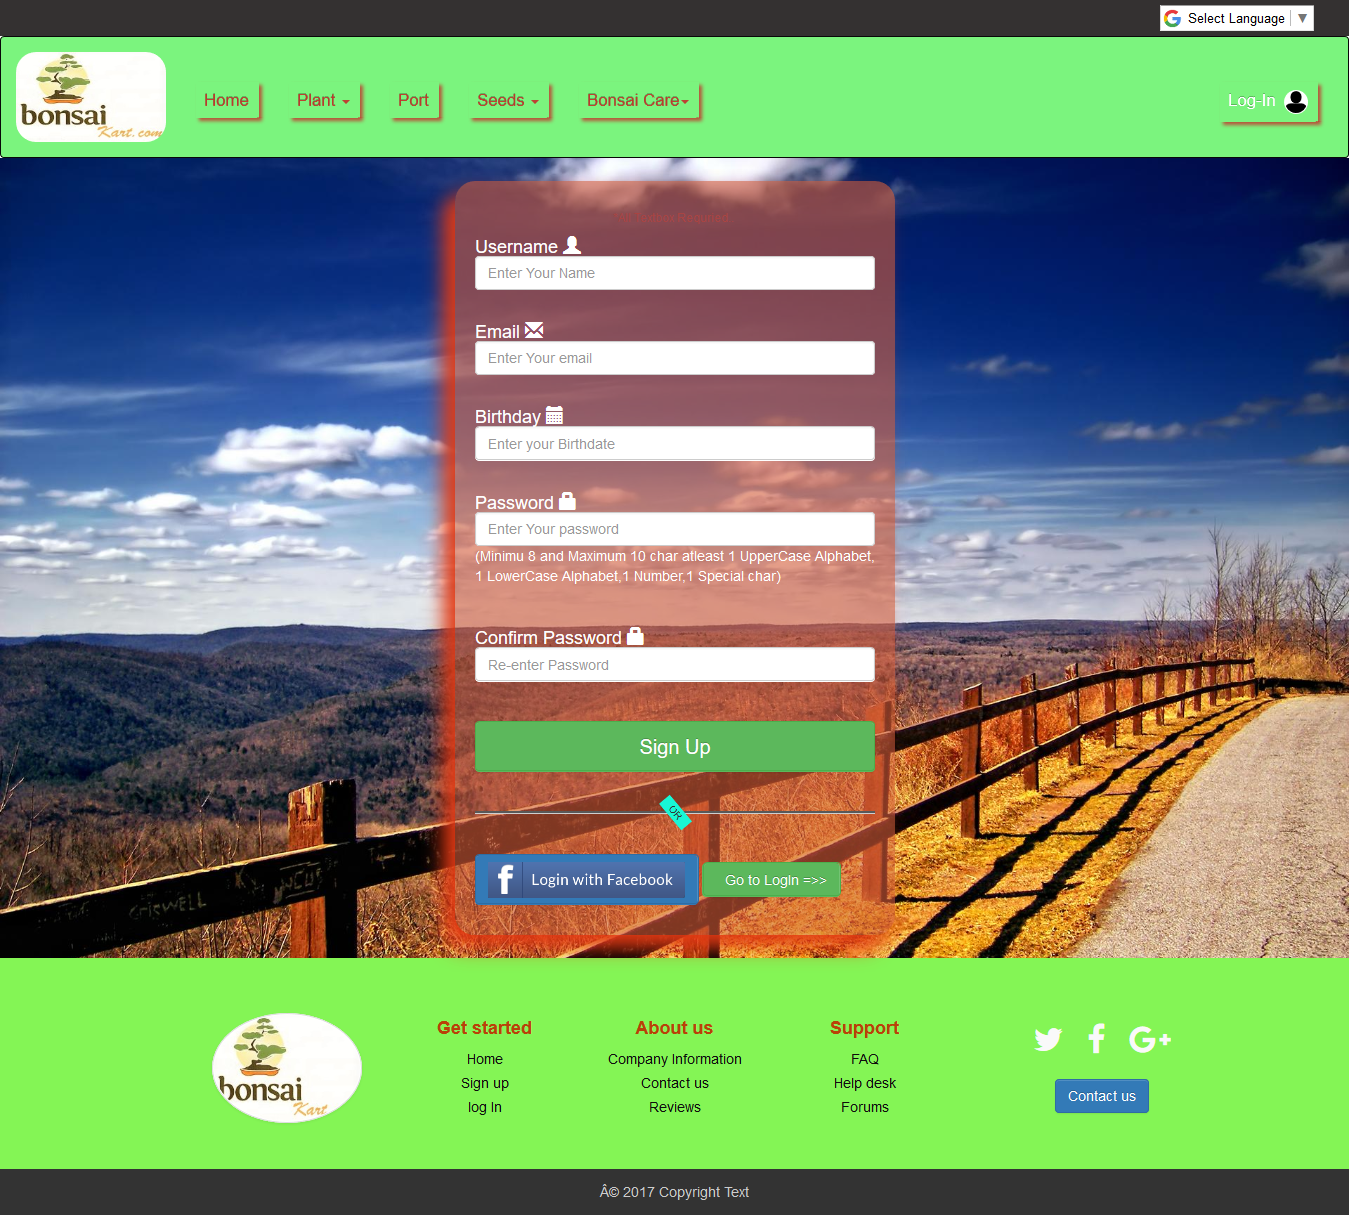 Select Language
bonsai
Kart.com
Home
Plant
Port
Seeds
Bonsai Care
Log-In
Username
Enter Your Name
Email
Enter Your email
Birthday
Enter your Birthdate
Password
Enter Your password
(Minimu 8 and Maximum 10 char atleast 1 UpperCase Alphabet,
1 LowerCase Alphabet,1 Number,1 Special char)
Confirm Password
Re-enter Password
Sign Up
OR
Login with Facebook
Go to Login =>>
CRISWELL
bonsai
Kart
Get started
Home
Sign up
log In
About us
Company Information
Contact us
Reviews
Support
FAQ
Help desk
Forums
Contact us
Â© 2017 Copyright Text